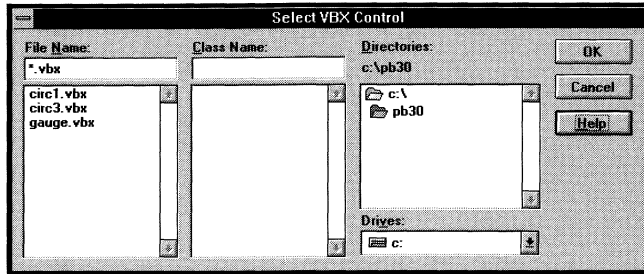 Select VBX Control
File Name:
*.vbx
circ1.vbx
circ3.vbx
gauge.vbx
Class Name:
Directories:
c:\pb30
c:\
pb30
Drives:
c:
OK
Cancel
Help